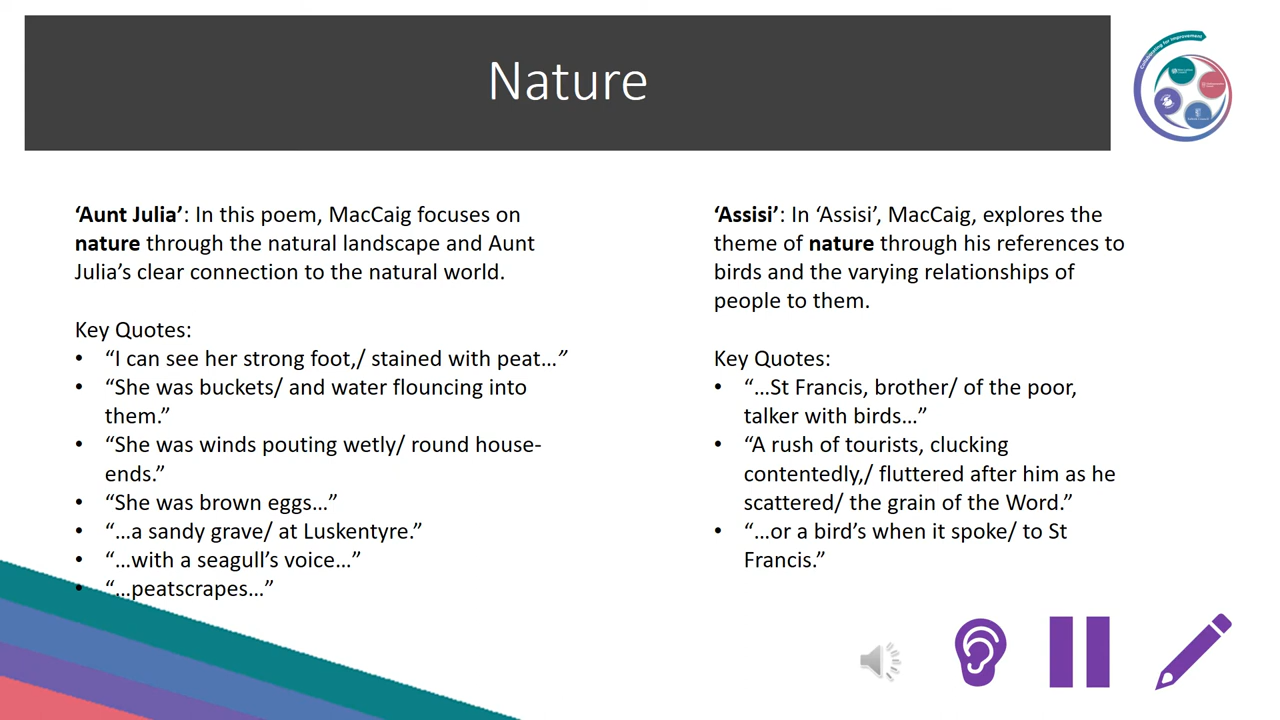 Nature
Collaborating for Improvement
‘Aunt Julia’: In this poem, MacCaig focuses on
nature through the natural landscape and Aunt
Julia’s clear connection to the natural world.
Key Quotes:
• “I can see her strong foot,/ stained with peat…”
• “She was buckets/ and water flouncing into
them.”
• “She was winds pouting wetly/ round house-
ends.”
• “She was brown eggs…”
• “…a sandy grave/ at Luskentyre.”
• “…with a seagull’s voice…”
• “…peatscrapes…”
‘Assisi’: In ‘Assisi’, MacCaig, explores the
theme of nature through his references to
birds and the varying relationships of
people to them.
Key Quotes:
• “…St Francis, brother/ of the poor,
talker with birds…”
• “A rush of tourists, clucking
contentedly,/ fluttered after him as he
scattered/ the grain of the Word.”
• “…or a bird’s when it spoke/ to St
Francis.”